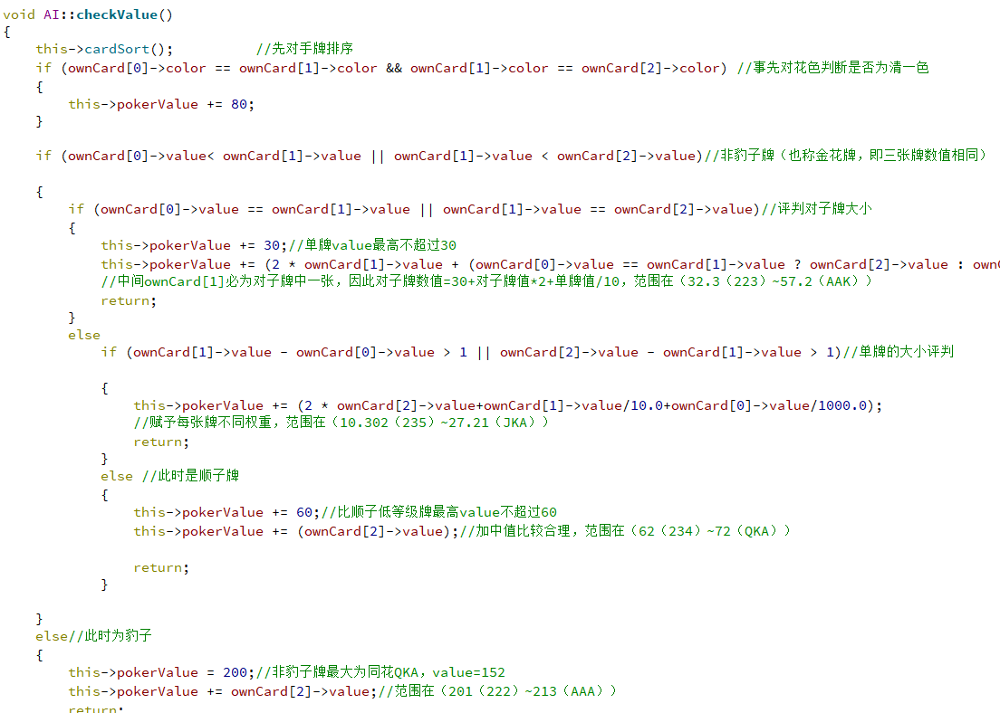 void AI::checkValue()
{
this->cardSort(); //先对手牌排序
if (ownCard[0]->color == ownCard[1]->color && ownCard[1]->color == ownCard[2]->color) //事先对花色判断是否为清一色
{
this->pokerValue += 80;
}
if (ownCard[0]->value< ownCard[1]->value || ownCard[1]->value < ownCard[2]->value)//非豹子牌（也称金花牌，即三张牌数值相同）
{
if (ownCard[0]->value == ownCard[1]->value || ownCard[1]->value == ownCard[2]->value)//评判对子牌大小
{
this->pokerValue += 30;//单牌value最高不超过30
this->pokerValue += (2 * ownCard[1]->value + (ownCard[0]->value == ownCard[1]->value ? ownCard[2]->value :
//中间ownCard[1]必为对子牌中一张，因此对子牌数值=30+对子牌值*2+单牌值/10，范围在（32.3（223）~57.2（AAK））
return;
}
else
if (ownCard[1]->value - ownCard[0]->value > 1 || ownCard[2]->value - ownCard[1]->value > 1)//单牌的大小评判
{
this->pokerValue += (2 * ownCard[2]->value+ownCard[1]->value/10.0+ownCard[0]->value/1000.0);
//赋予每张牌不同权重，范围在（10.302（235）~27.21（JKA））
return;
}
else //此时是顺子牌
{
this->pokerValue += 60;//比顺子低等级牌最高value不超过60
this->pokerValue += (ownCard[2]->value);//加中值比较合理，范围在（62（234）~72（QKA））
return;
}
}
else//此时为豹子
{
this->pokerValue = 200;//非豹子牌最大为同花QKA，value=152
this->pokerValue += ownCard[2]->value;//范围在（201（222）~213（AAA））
return;